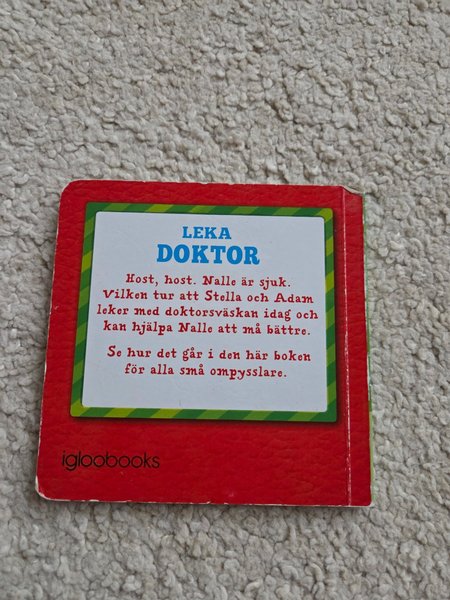 LEKA
DOKTOR
Host, host. Nalle är sjuk.
Vilken tur att Stella och Adam
leker med doktorsväskan idag och
kan hjälpa Nalle att må bättre.
Se hur det går i den här boken
för alla små ompysslare.
igloobooks